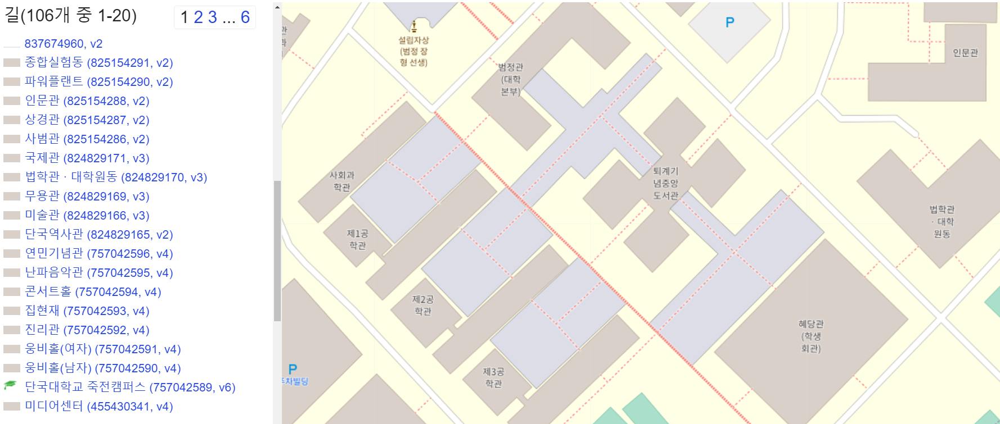 길(106개 중 1-20)
1 2 3 ... 6
837674960, v2
종합실험동 (825154291, v2)
파워플랜트 (825154290, v2)
인문관 (825154288, v2)
상경관 (825154287, v2)
사범관 (825154286, v2)
국제관 (824829171, v3)
법학관 · 대학원동 (824829170, v3)
무용관 (824829169, v3)
미술관 (824829166, v3)
단국역사관 (824829165, v2)
연민기념관 (757042596, v4)
난파음악관 (757042595, v4)
콘서트홀 (757042594, v4)
집현재 (757042593, v4)
진리관 (757042592, v4)
웅비홀(여자) (757042591, v4)
웅비홀(남자) (757042590, v4)
단국대학교 죽전캠퍼스 (757042589, v6)
미디어센터 (455430341, v4)
관
과
설립자상
(범정 장
형 선생)
P
인문관
범정관
(대학
본부)
사회과
학관
퇴계기
념중앙
도서관
법학관
· 대학
원동
제1공
학관
제2공
학관
혜당관
(학생
회관)
제3공
학관
P
주차빌딩